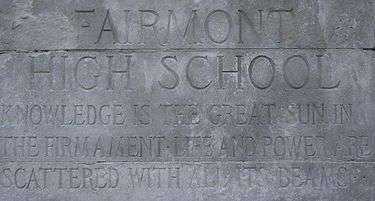 FAIRMONT
HIGH SCHOOL
KNOWLEDGE IS THE GREAT SUN IN
THE FIRMAMENT · LIFE AND POWER ARE
SCATTERED WITH ALL ITS BEAMS ·